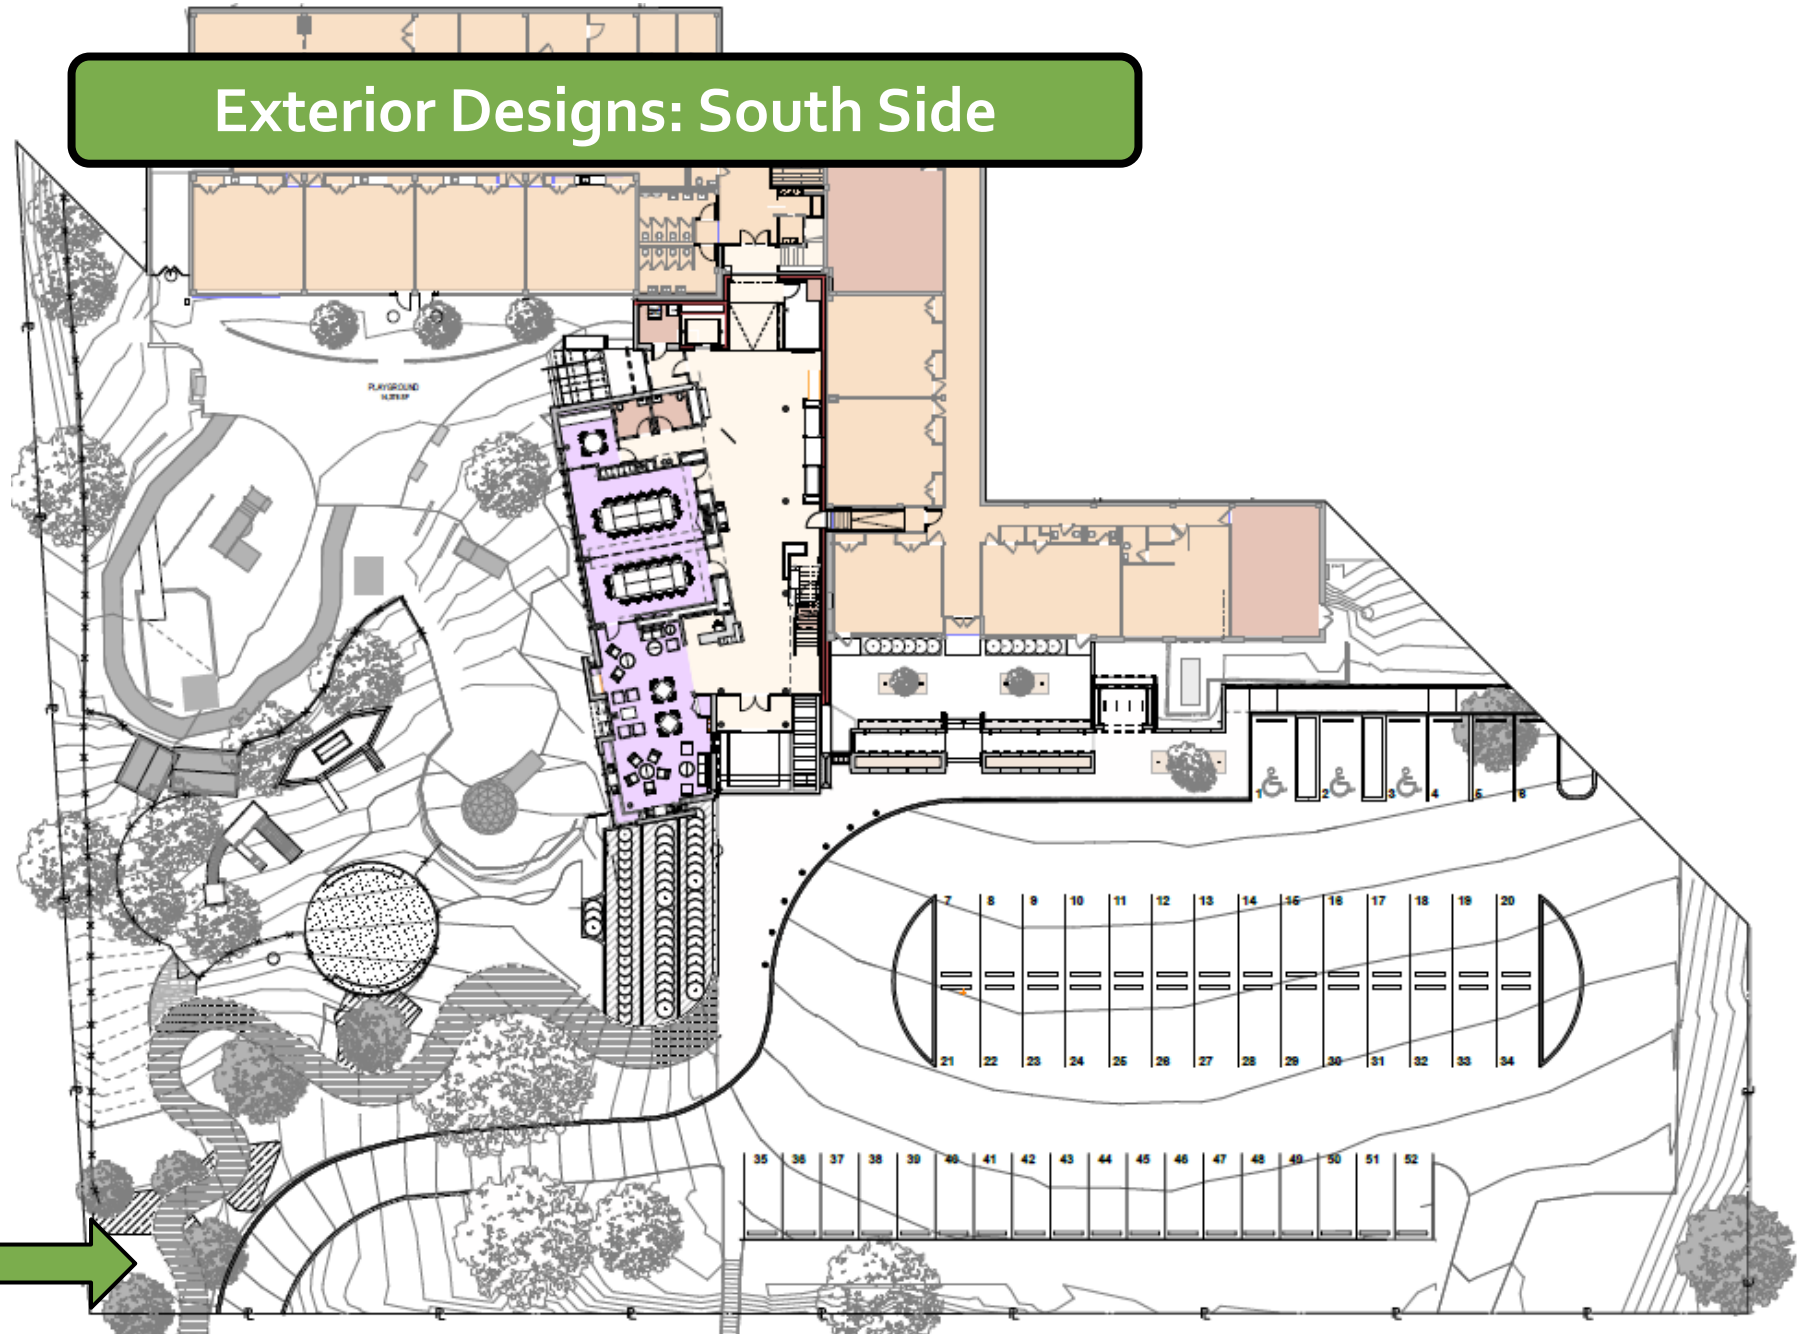 Exterior Designs: South Side
PLAYGROUND
1 2 3 4 5 6
7 8 9 10 11 12 13 14 15 16 17 18 19 20
21 22 23 24 25 26 27 28 29 30 31 32 33 34
35 36 37 38 39 40 41 42 43 44 45 46 47 48 49 50 51 52